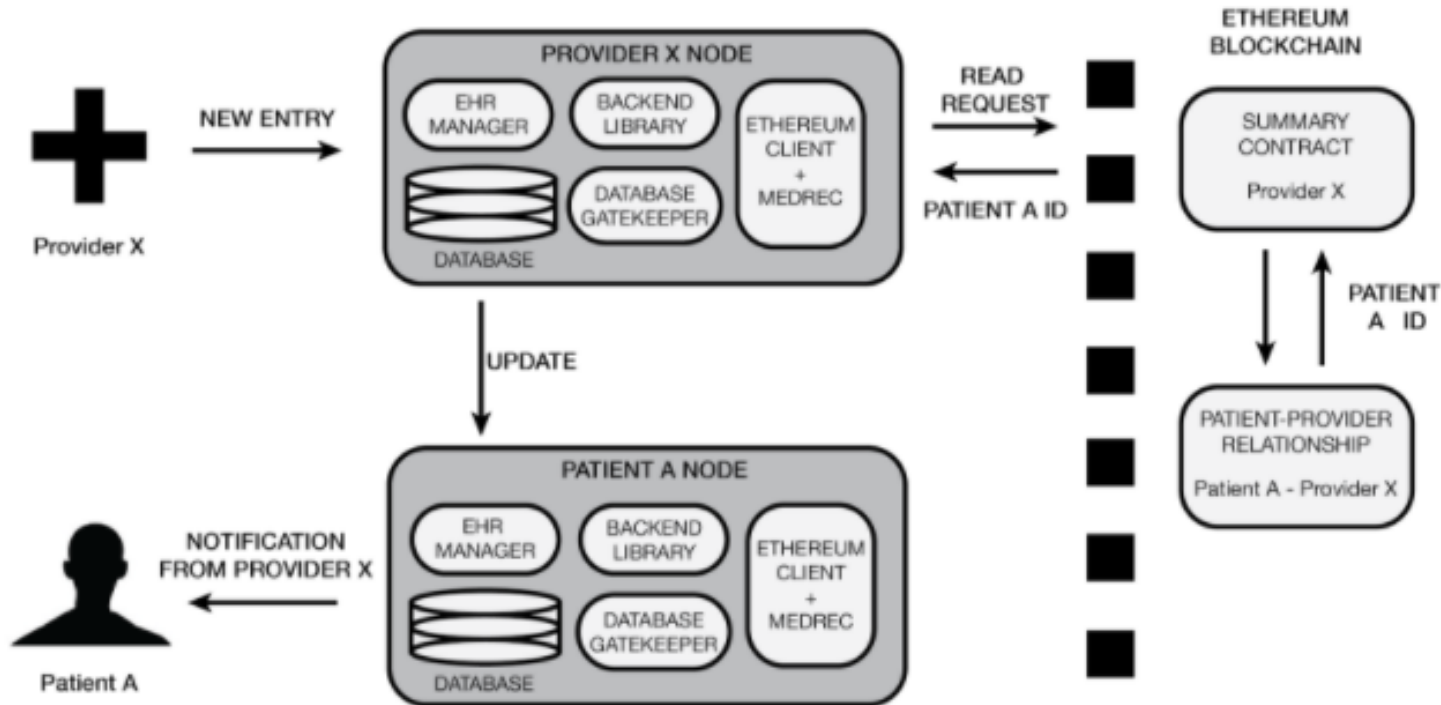 ETHEREUM
BLOCKCHAIN
PROVIDER X NODE
EHR
MANAGER
BACKEND
LIBRARY
ETHEREUM
CLIENT
+
MEDREC
DATABASE
GATEKEEPER
DATABASE
NEW ENTRY
Provider X
READ
REQUEST
PATIENT A ID
SUMMARY
CONTRACT
Provider X
PATIENT
A ID
PATIENT-PROVIDER
RELATIONSHIP
Patient A - Provider X
UPDATE
PATIENT A NODE
EHR
MANAGER
BACKEND
LIBRARY
ETHEREUM
CLIENT
+
MEDREC
DATABASE
GATEKEEPER
DATABASE
NOTIFICATION
FROM PROVIDER X
Patient A